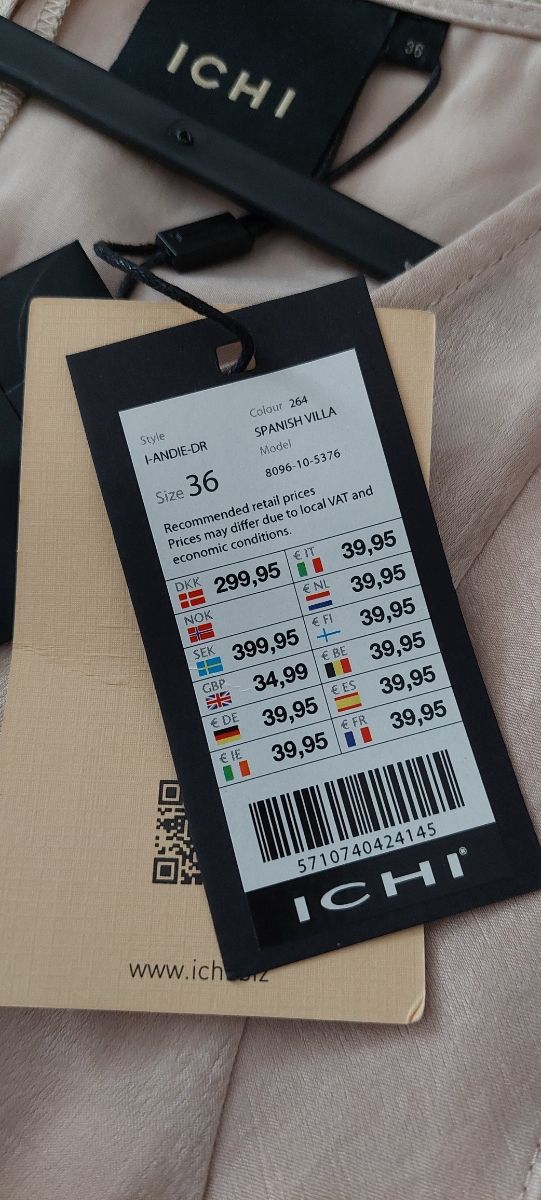 ICHI
36
Style
I-ANDIE-DR
Colour 264
SPANISH VILLA
Size 36
Model
8096-10-5376
Recommended retail prices
Prices may differ due to local VAT and
economic conditions.
DKK 299,95
€ IT 39,95
NOK
€ NL 39,95
SEK 399,95
€ FI 39,95
GBP 34,99
€ BE 39,95
€ DE 39,95
€ ES 39,95
€ IE 39,95
€ FR 39,95
5710740424145
ICHI®
www.ich
biz